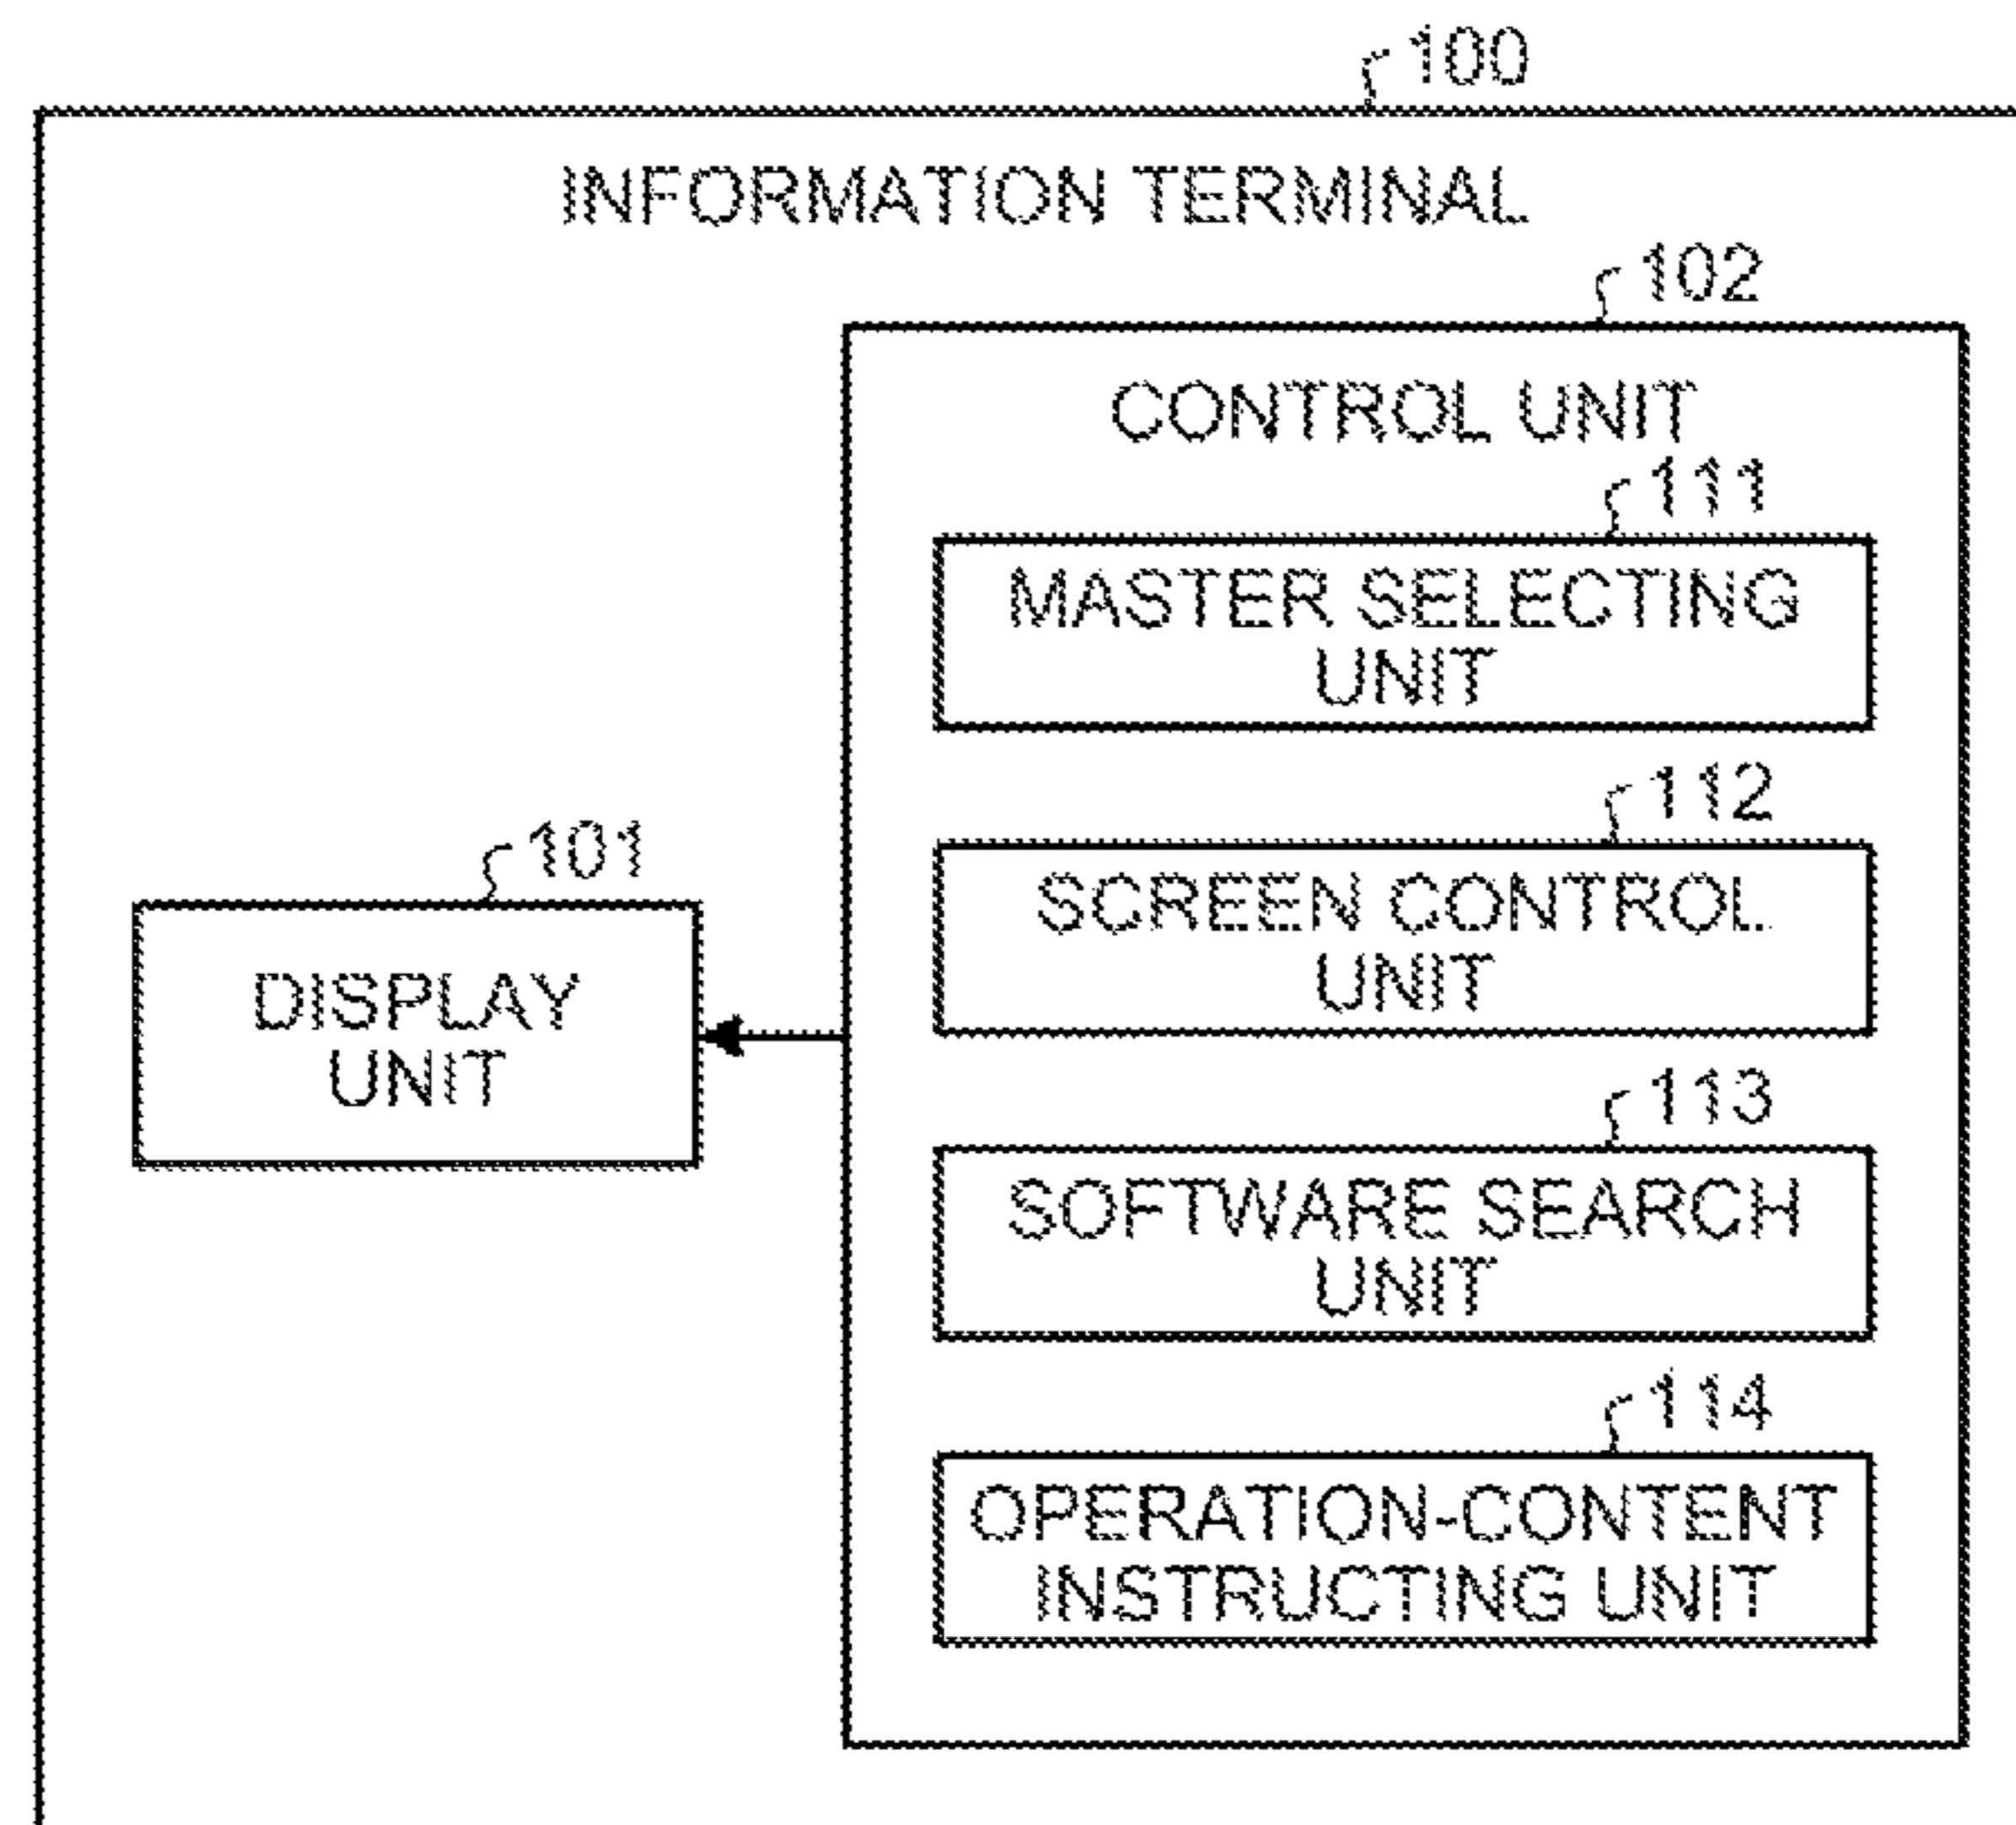 100
INFORMATION TERMINAL
102
CONTROL UNIT
111
MASTER SELECTING
UNIT
112
SCREEN CONTROL
UNIT
101
DISPLAY
UNIT
113
SOFTWARE SEARCH
UNIT
114
OPERATION-CONTENT
INSTRUCTING UNIT